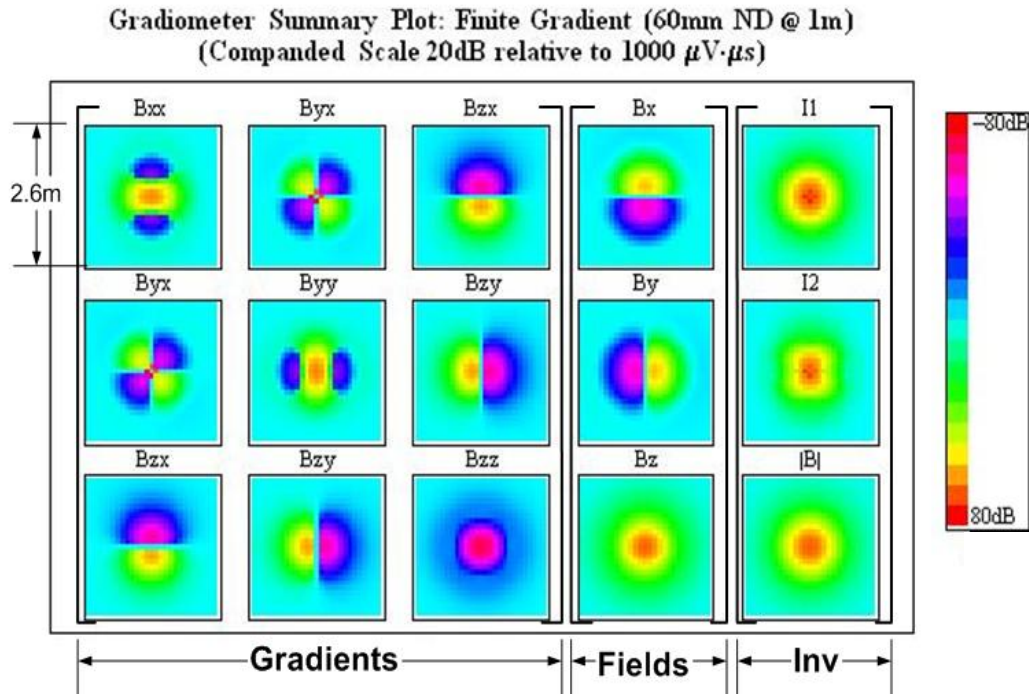 Gradiometer Summary Plot: Finite Gradient (60mm ND @ 1m)
(Companded Scale 20dB relative to 1000 µV·µs)
Bxx Byx Bzx Bx I1
−80dB
2.6m
Byx Byy Bzy By I2
Bzx Bzy Bzz Bz |B|
80dB
Gradients Fields Inv